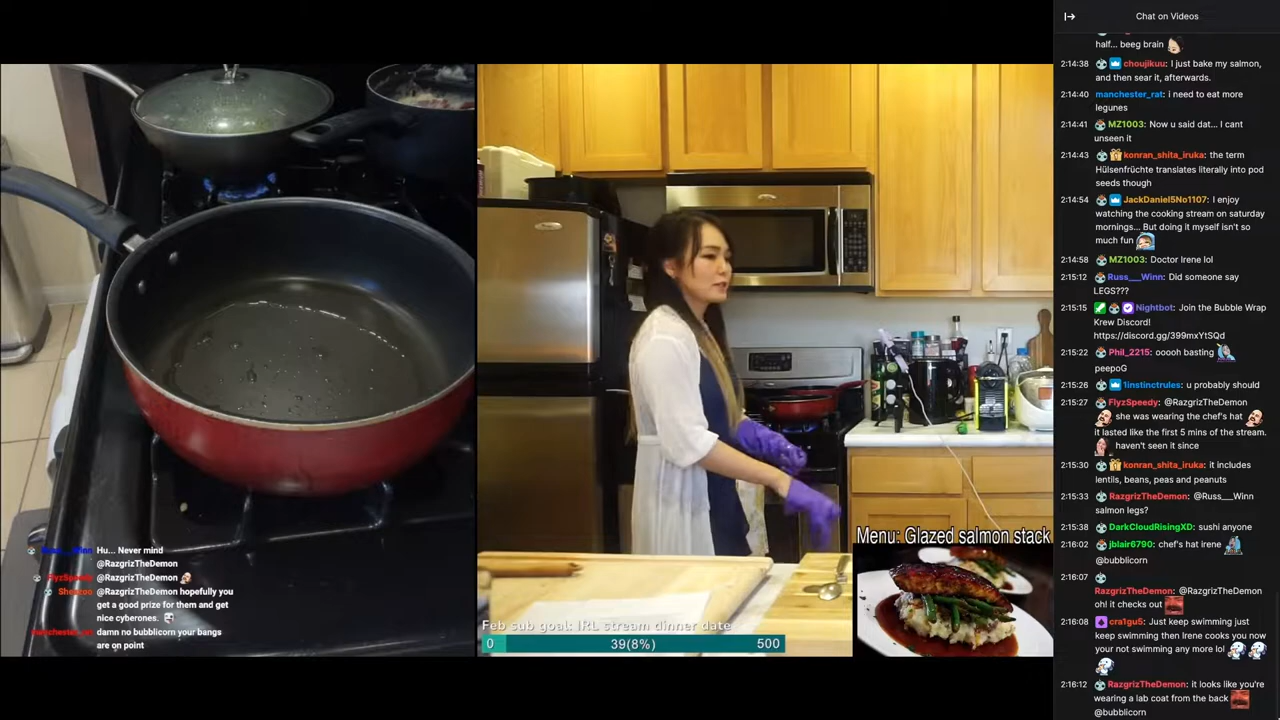 Hu... Never mind
@RazgrizTheDemon
@RazgrizTheDemon
@RazgrizTheDemon hopefully you
get a good prize for them and get
nice cyberones.
damn no bubblicorn your bangs
are on point
Menu: Glazed salmon stack
Feb sub goal: IRL stream dinner date
0 39(8%) 500
Chat on Videos
half... beeg brain
2:14:38 choujikuu: I just bake my salmon,
and then sear it, afterwards.
2:14:40 manchester_rat: i need to eat more
legunes
2:14:41 MZ1003: Now u said dat... I cant
unseen it
2:14:43 konran_shita_iruka: the term
Hülsenfrüchte translates literally into pod
seeds though
2:14:54 JackDaniel5No1107: I enjoy
watching the cooking stream on saturday
mornings... But doing it myself isn't so
much fun
2:14:58 MZ1003: Doctor Irene lol
2:15:12 Russ___Winn: Did someone say
LEGS???
2:15:15 Nightbot: Join the Bubble Wrap
Krew Discord!
https://discord.gg/399mxYtSQd
2:15:22 Phil_2215: ooooh basting
peepoG
2:15:26 1instinctrules: u probably should
2:15:27 FlyzSpeedy: @RazgrizTheDemon
she was wearing the chef's hat
it lasted like the first 5 mins of the stream.
haven't seen it since
2:15:30 konran_shita_iruka: it includes
lentils, beans, peas and peanuts
2:15:33 RazgrizTheDemon: @Russ___Winn
salmon legs?
2:15:38 DarkCloudRisingXD: sushi anyone
2:16:02 jblair6790: chef's hat irene
@bubblicorn
2:16:07
RazgrizTheDemon: @RazgrizTheDemon
oh! it checks out
2:16:08 cra1gu5: Just keep swimming just
keep swimming then Irene cooks you now
your not swimming any more lol
2:16:12 RazgrizTheDemon: it looks like you're
wearing a lab coat from the back
@bubblicorn